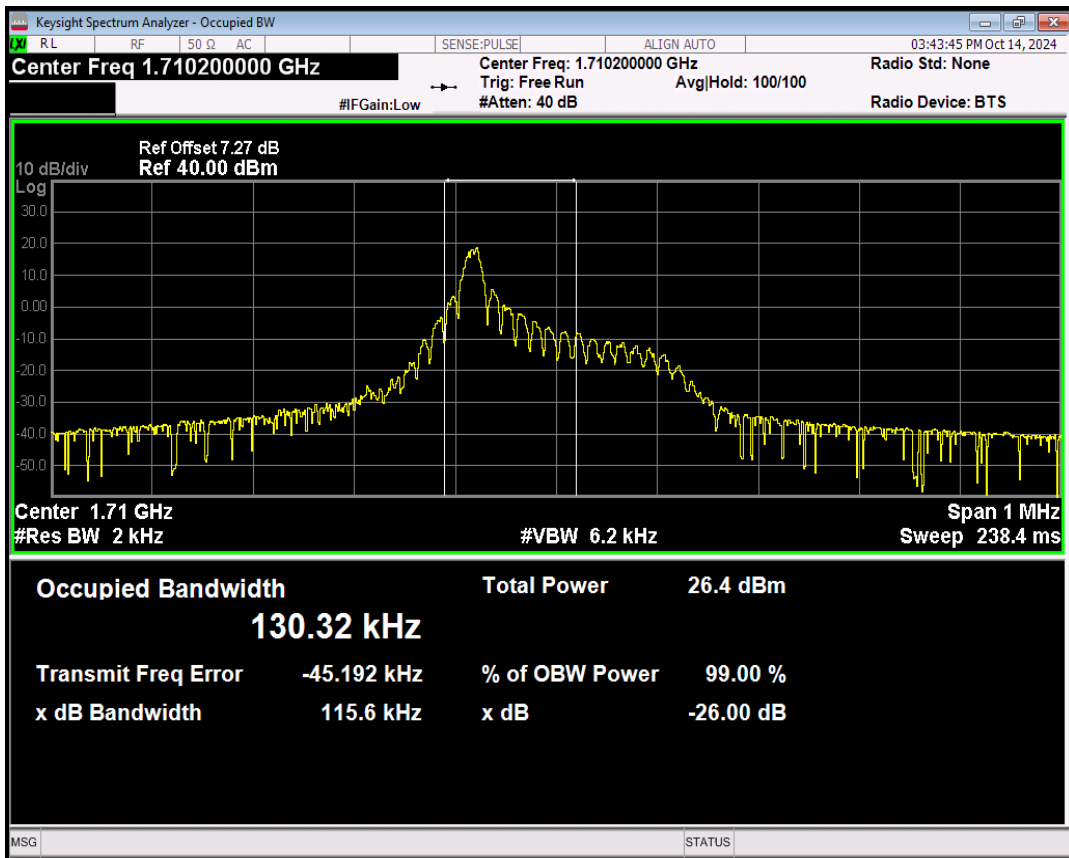 Keysight Spectrum Analyzer - Occupied BW
LXI RL RF 50 Ω AC SENSE:PULSE ALIGN AUTO 03:43:45 PM Oct 14, 2024
Center Freq 1.710200000 GHz Center Freq: 1.710200000 GHz Radio Std: None
Trig: Free Run Avg|Hold: 100/100
#IFGain:Low #Atten: 40 dB Radio Device: BTS
Ref Offset 7.27 dB
10 dB/div Ref 40.00 dBm
Log
30.0
20.0
10.0
0.00
-10.0
-20.0
-30.0
-40.0
-50.0
Center 1.71 GHz Span 1 MHz
#Res BW 2 kHz #VBW 6.2 kHz Sweep 238.4 ms
Occupied Bandwidth Total Power 26.4 dBm
130.32 kHz
Transmit Freq Error -45.192 kHz % of OBW Power 99.00 %
x dB Bandwidth 115.6 kHz x dB -26.00 dB
MSG STATUS